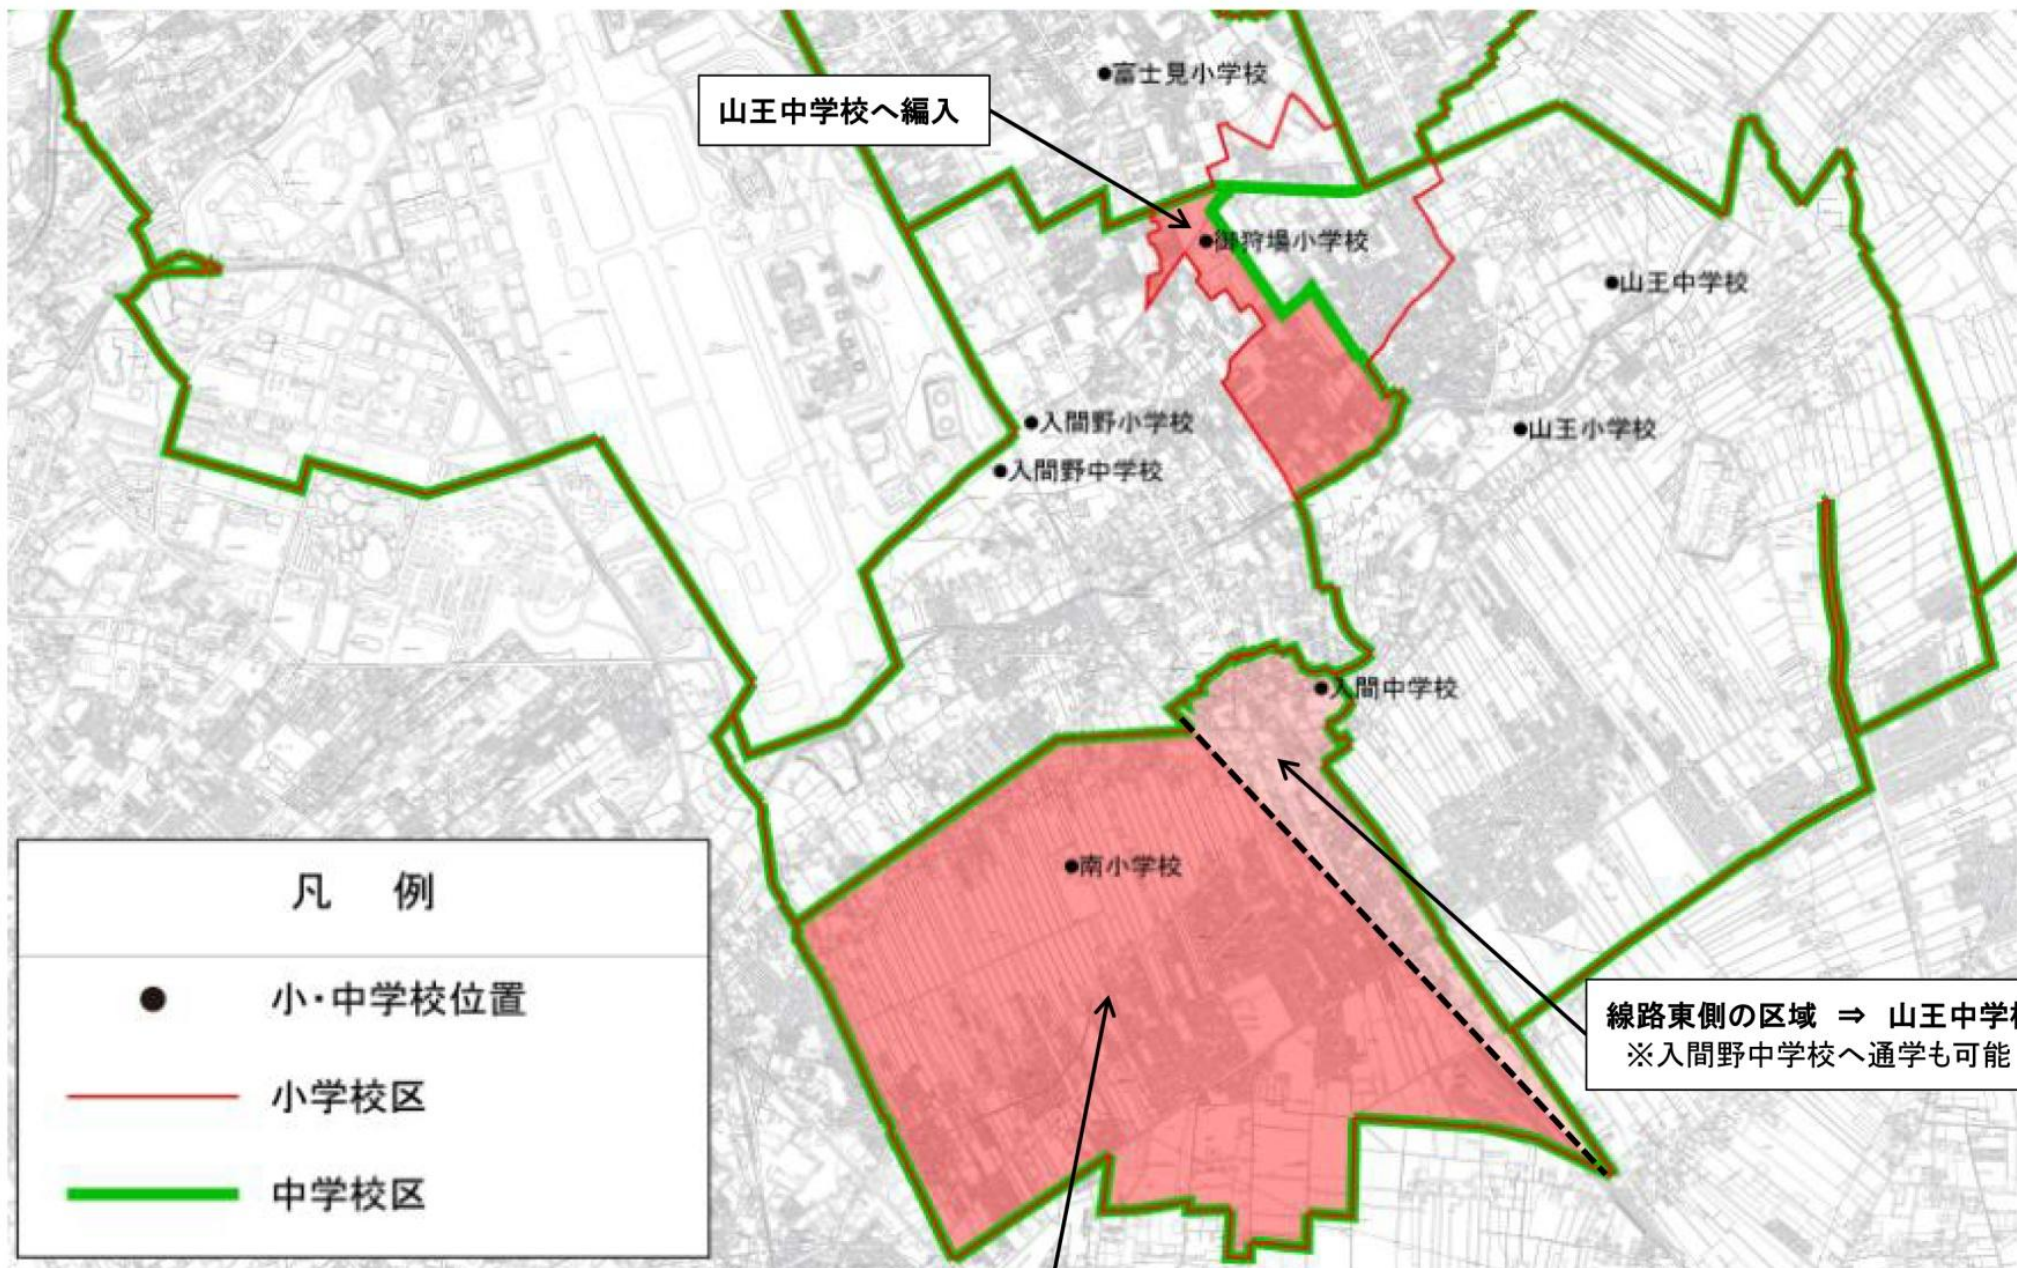 富士見小学校
山王中学校へ編入
御狩場小学校
山王中学校
入間野小学校
山王小学校
入間野中学校
入間中学校
南小学校
凡 例
小・中学校位置
小学校区
中学校区
線路東側の区域 ⇒ 山王中学
※入間野中学校へ通学も可能